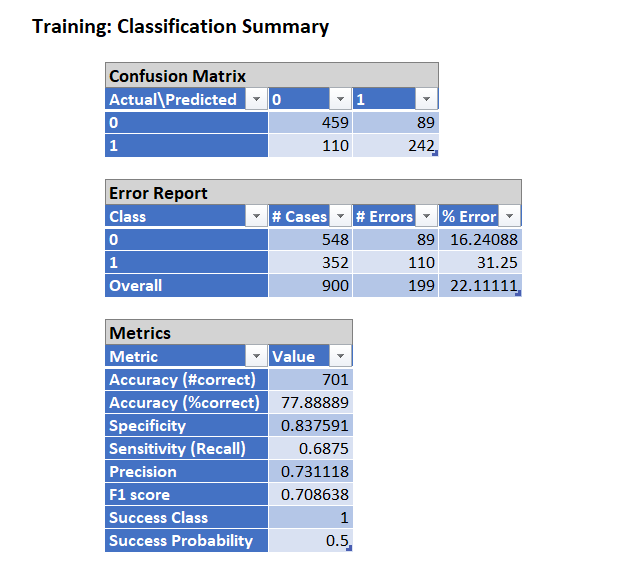 Training: Classification Summary
Confusion Matrix
Actual\Predicted 0 1
0 459 89
1 110 242
Error Report
Class # Cases # Errors % Error
0 548 89 16.24088
1 352 110 31.25
Overall 900 199 22.11111
Metrics
Metric Value
Accuracy (#correct) 701
Accuracy (%correct) 77.88889
Specificity 0.837591
Sensitivity (Recall) 0.6875
Precision 0.731118
F1 score 0.708638
Success Class 1
Success Probability 0.5